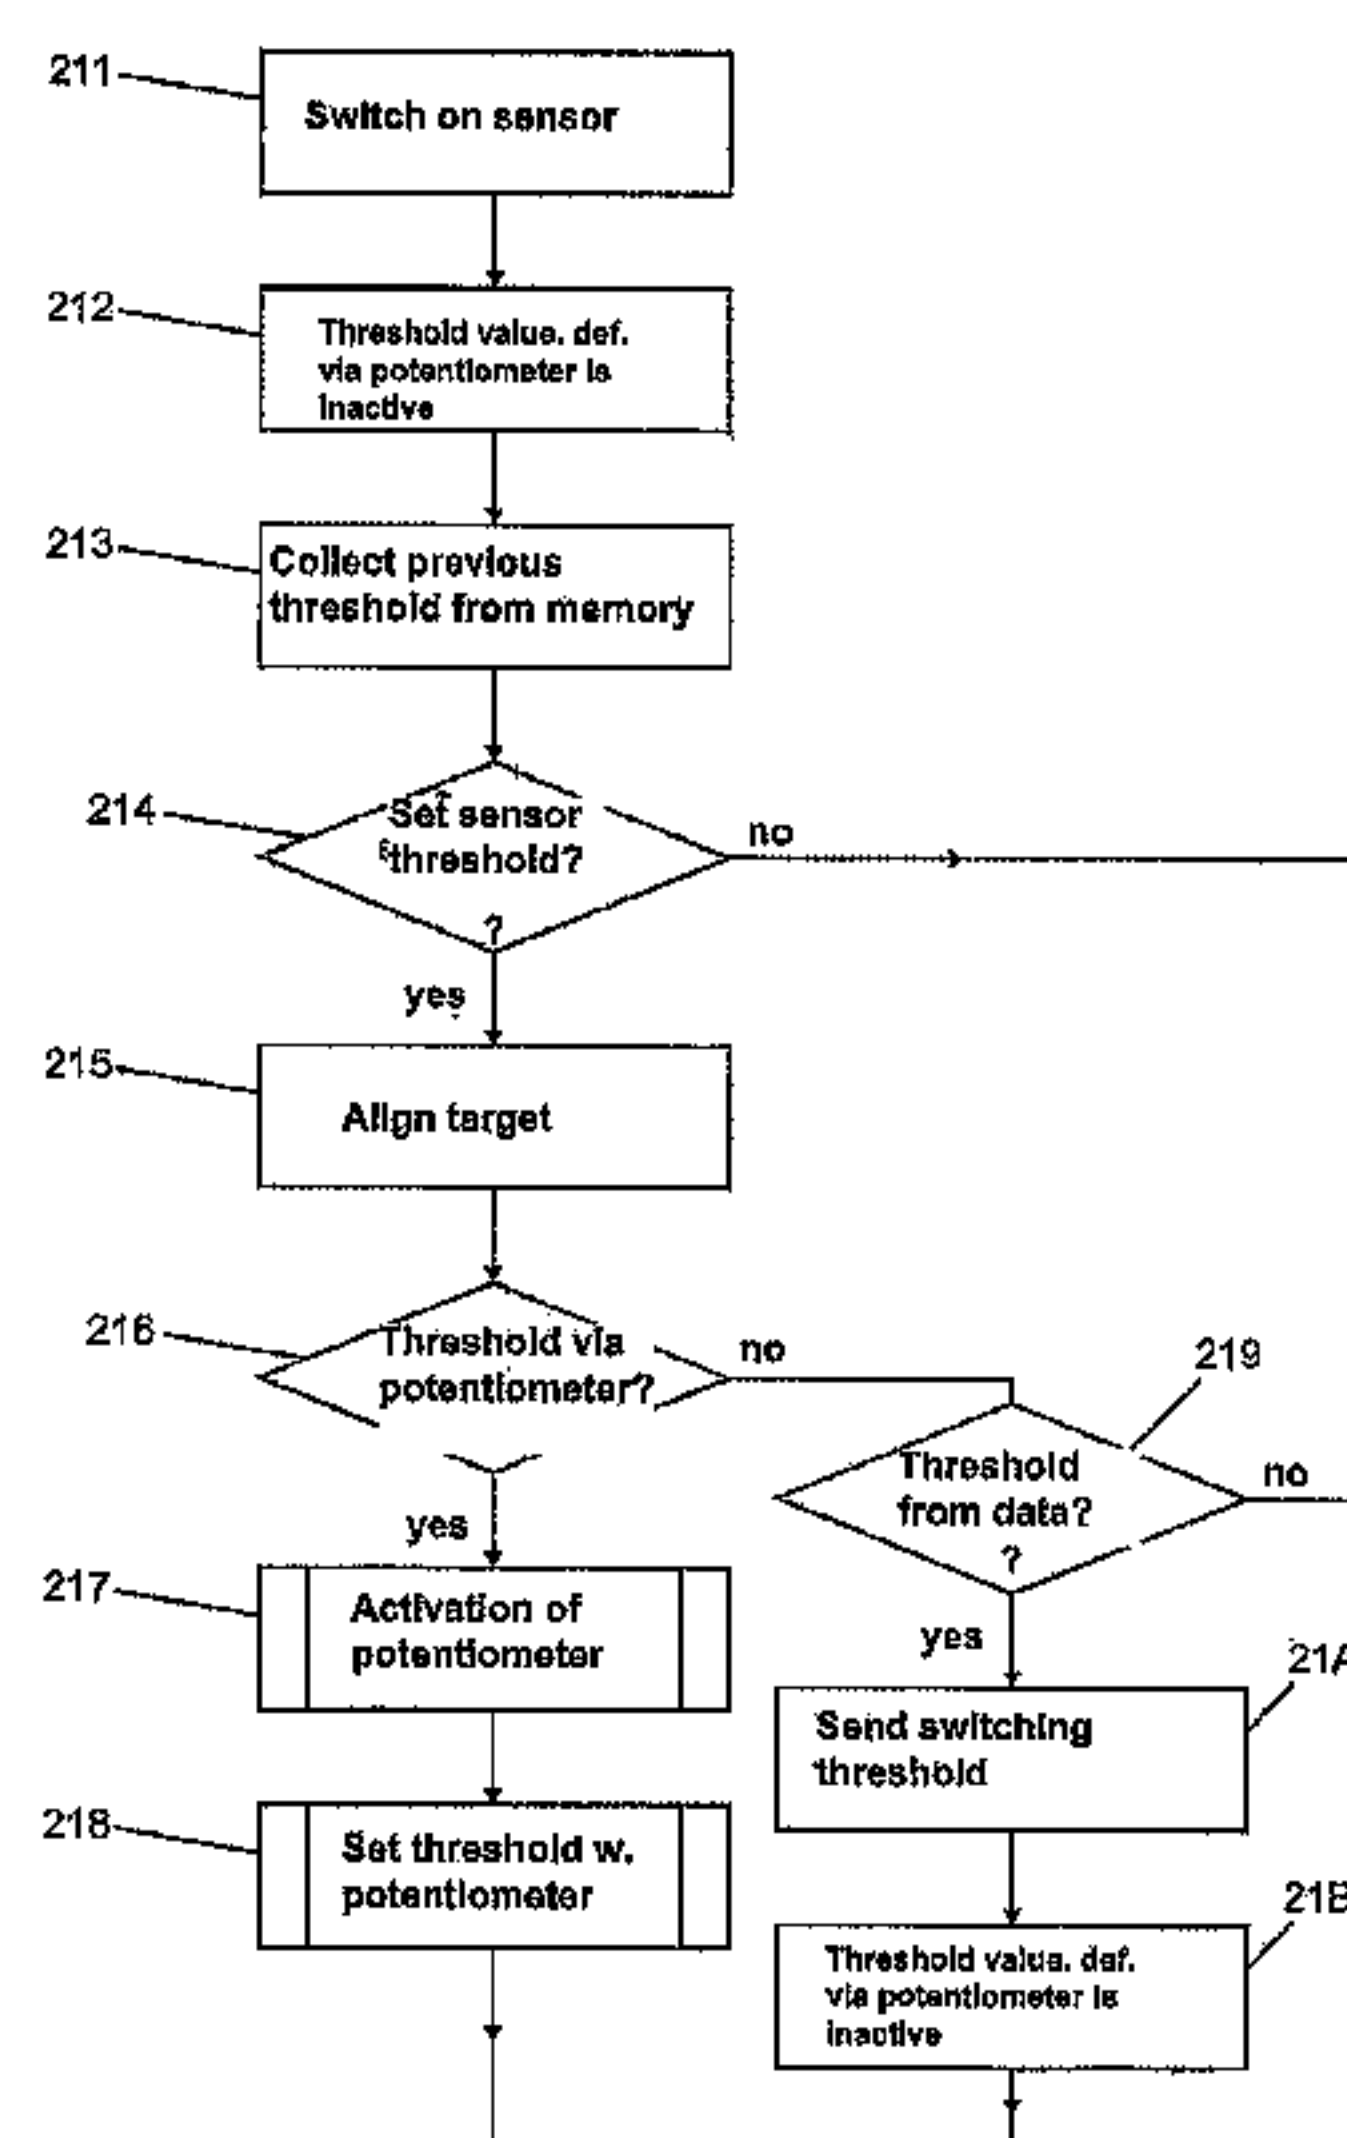 211
Switch on sensor
212
Threshold value. def.
via potentiometer is
inactive
213
Collect previous
threshold from memory
214
Set sensor
threshold?
?
no
yes
215
Align target
216
Threshold via
potentiometer?
no
219
Threshold
from data?
?
no
yes
yes
217
Activation of
potentiometer
21A
Send switching
threshold
218
Set threshold w.
potentiometer
21B
Threshold value. def.
via potentiometer is
inactive